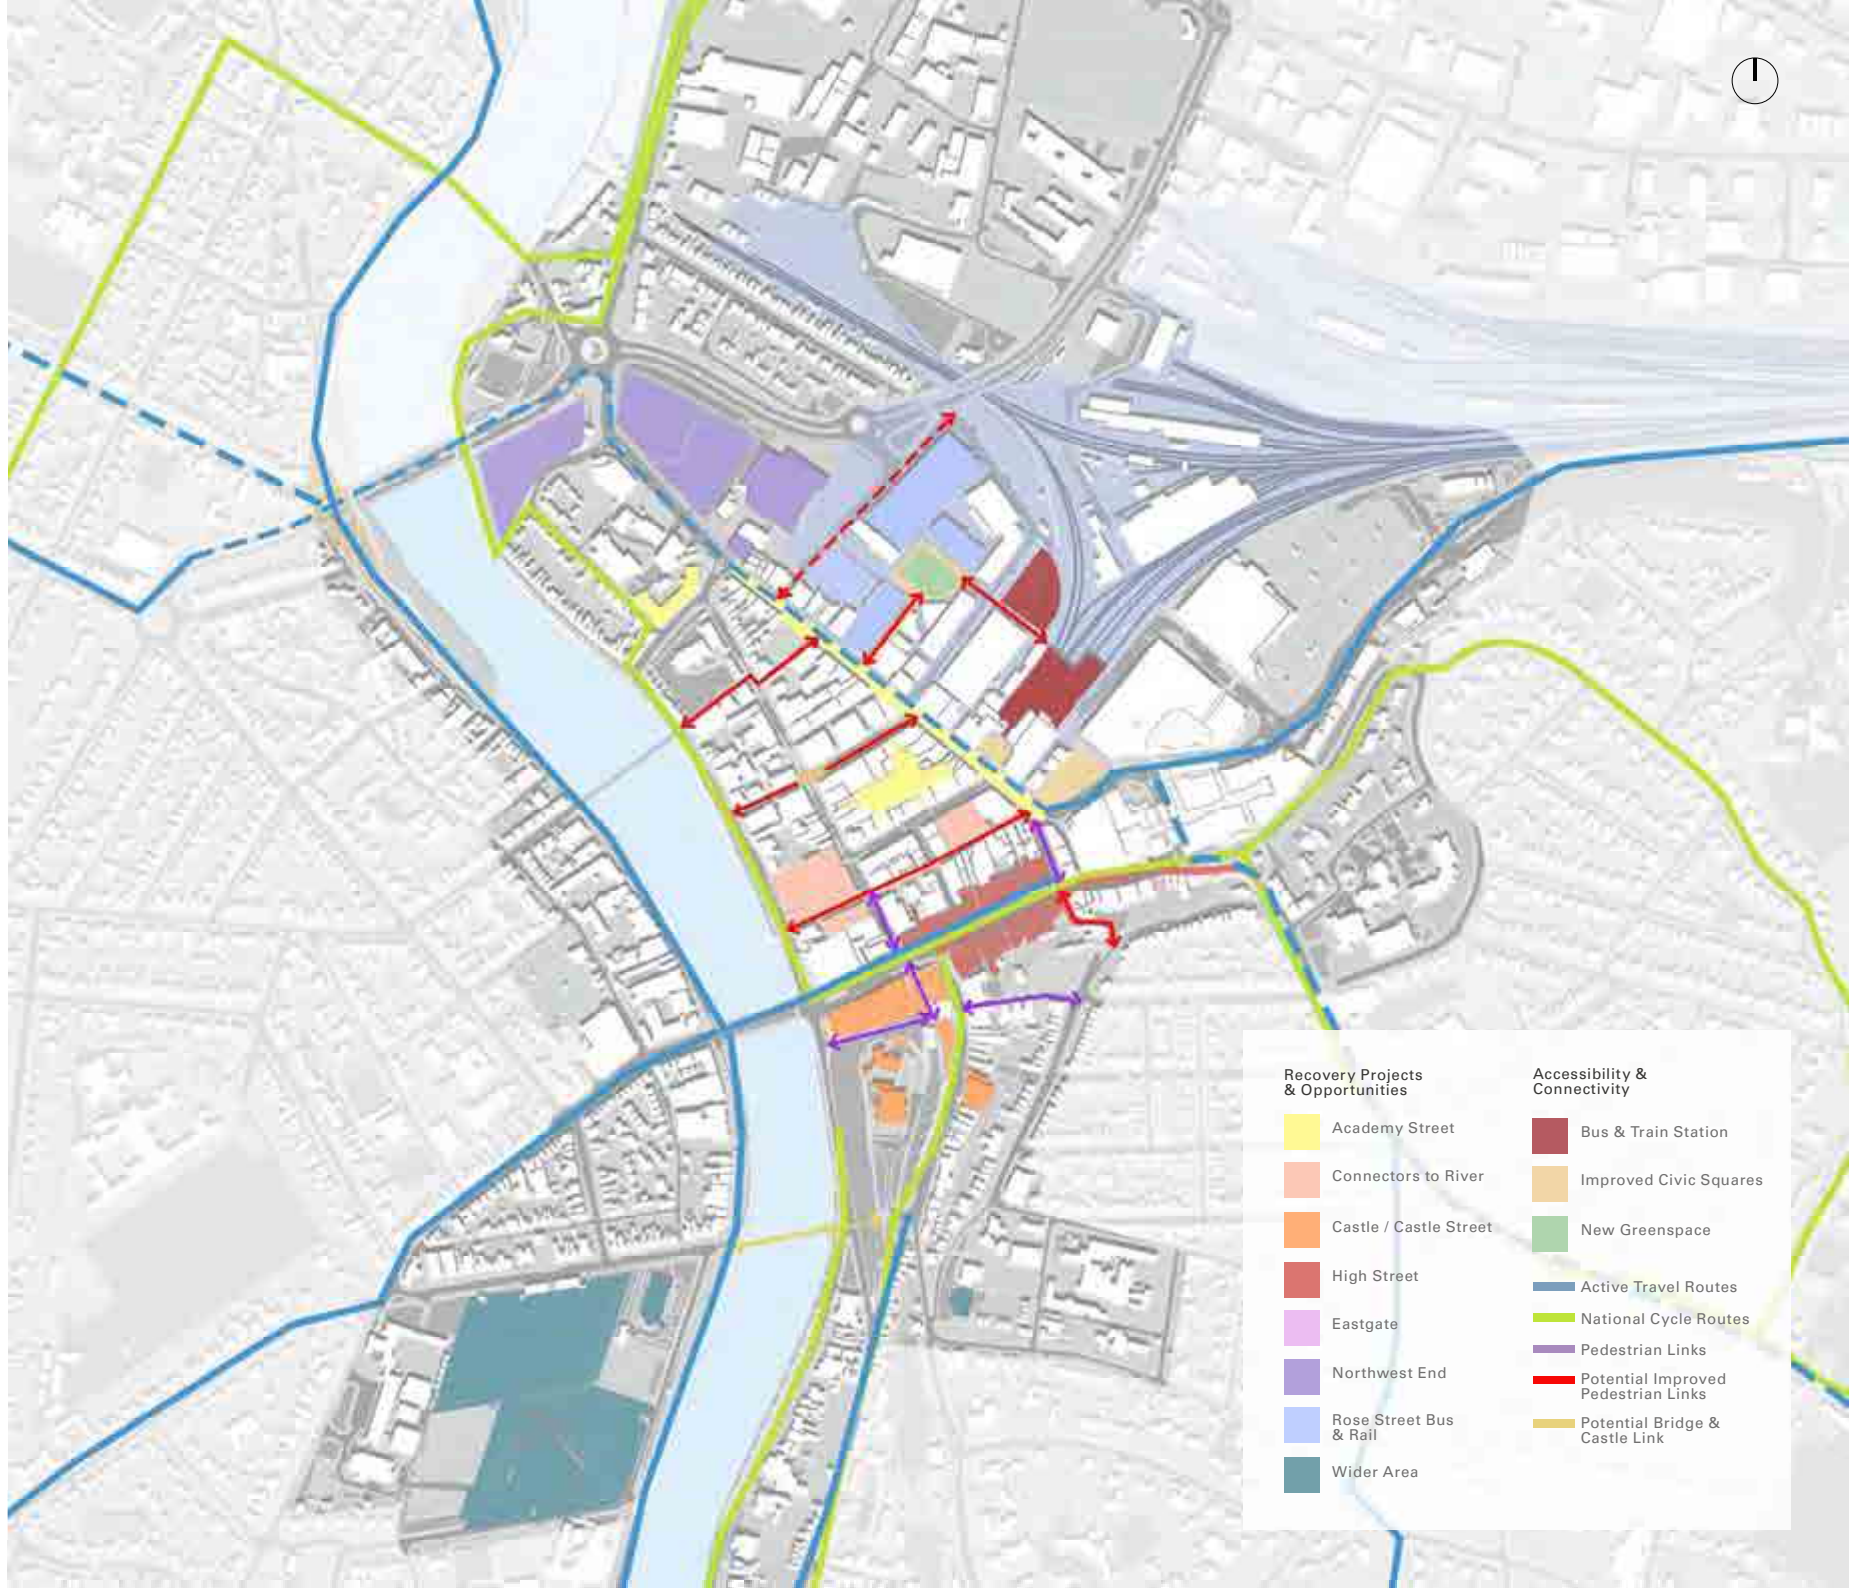 Recovery Projects
& Opportunities
Academy Street
Connectors to River
Castle / Castle Street
High Street
Eastgate
Northwest End
Rose Street Bus
& Rail
Wider Area
Accessibility &
Connectivity
Bus & Train Station
Improved Civic Squares
New Greenspace
Active Travel Routes
National Cycle Routes
Pedestrian Links
Potential Improved
Pedestrian Links
Potential Bridge &
Castle Link